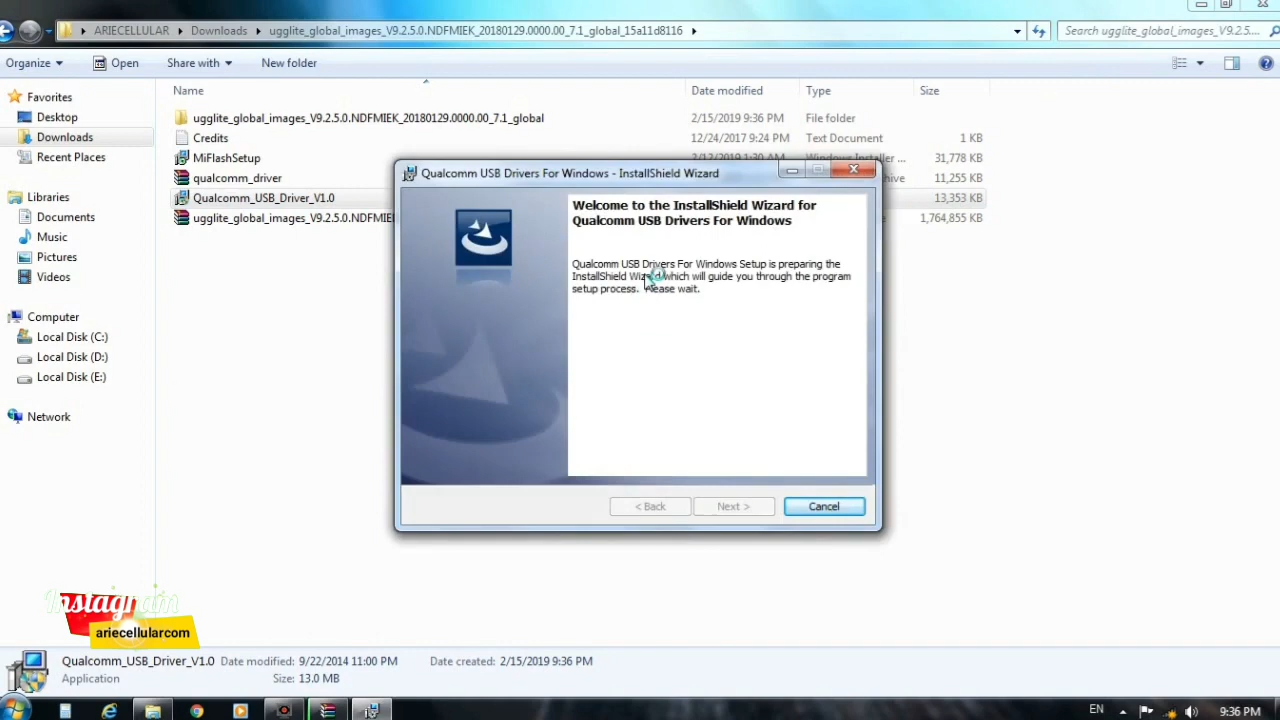 ARIECELLULAR Downloads ugglite_global_images_V9.2.5.0.NDFMIEK_20180129.0000.00_7.1_global_15a11d8116
Search ugglite_global_images_V9.2.5....
Organize Open Share with New folder
Name Date modified Type Size
Favorites
Desktop
Downloads
Recent Places
Libraries
Documents
Music
Pictures
Videos
Computer
Local Disk (C:)
Local Disk (D:)
Local Disk (E:)
Network
ugglite_global_images_V9.2.5.0.NDFMIEK_20180129.0000.00_7.1_global 2/15/2019 9:36 PM File folder
Credits 12/24/2017 9:24 PM Text Document 1 KB
MiFlashSetup 2/12/2019 1:30 AM Windows Installer ... 31,778 KB
qualcomm_driver 11,255 KB
Qualcomm_USB_Driver_V1.0 13,353 KB
ugglite_global_images_V9.2.5.0.NDFMIE 1,764,855 KB
Qualcomm USB Drivers For Windows - InstallShield Wizard
Welcome to the InstallShield Wizard for
Qualcomm USB Drivers For Windows
Qualcomm USB Drivers For Windows Setup is preparing the
InstallShield Wizard which will guide you through the program
setup process. Please wait.
< Back Next > Cancel
Instagram
ariecellularcom
Qualcomm_USB_Driver_V1.0 Date modified: 9/22/2014 11:00 PM Date created: 2/15/2019 9:36 PM
Application Size: 13.0 MB
EN 9:36 PM